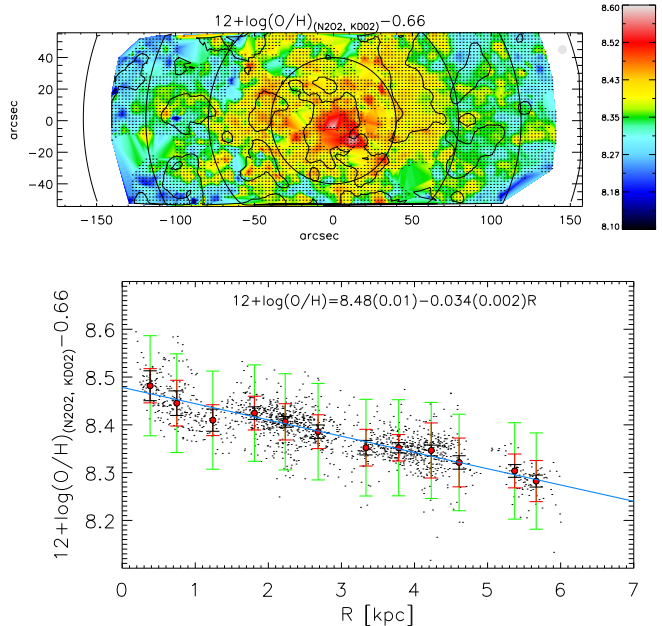 12+log(O/H)(N2O2, KD02)−0.66
8.60
8.52
8.43
8.35
8.26
8.18
8.10
arcsec
40
20
0
−20
−40
−150 −100 −50 0 50 100 150
arcsec
12+log(O/H)=8.48(0.01)−0.034(0.002)R
12+log(O/H)(N2O2, KD02)−0.66
8.6
8.5
8.4
8.3
8.2
0 1 2 3 4 5 6 7
R [kpc]